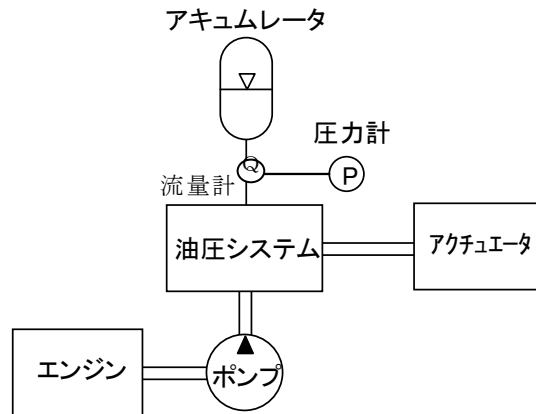 アキュムレータ
圧力計
Q
P
流量計
油圧システム
アクチュエータ
エンジン
ポンプ